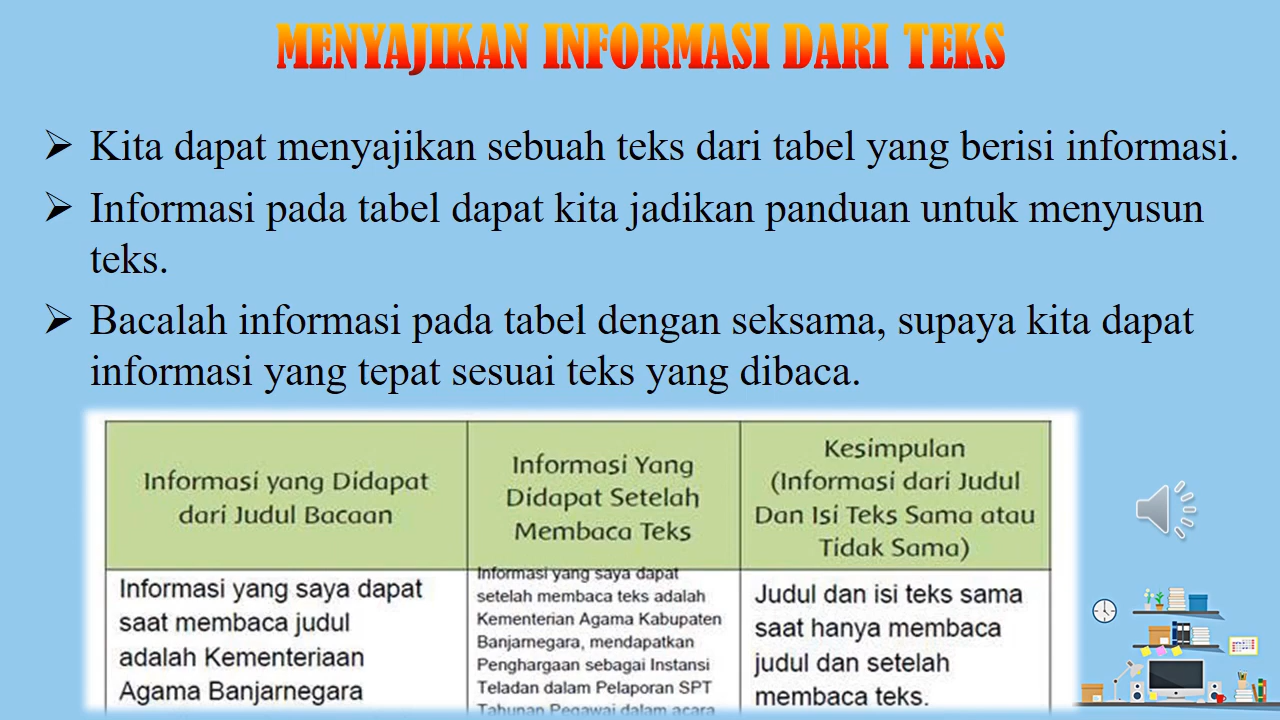 MENYAJIKAN INFORMASI DARI TEKS
Kita dapat menyajikan sebuah teks dari tabel yang berisi informasi.
Informasi pada tabel dapat kita jadikan panduan untuk menyusun
teks.
Bacalah informasi pada tabel dengan seksama, supaya kita dapat
informasi yang tepat sesuai teks yang dibaca.
Informasi yang Didapat
dari Judul Bacaan
Informasi Yang
Didapat Setelah
Membaca Teks
Kesimpulan
(Informasi dari Judul
Dan Isi Teks Sama atau
Tidak Sama)
Informasi yang saya dapat
saat membaca judul
adalah Kementeriaan
Agama Banjarnegara
Informasi yang saya dapat
setelah membaca teks adalah
Kementerian Agama Kabupaten
Banjarnegara, mendapatkan
Penghargaan sebagai Instansi
Teladan dalam Pelaporan SPT
Tahunan Pegawai dalam acara
Judul dan isi teks sama
saat hanya membaca
judul dan setelah
membaca teks.